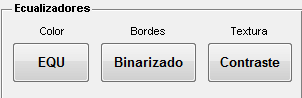 Ecualizadores
Color Bordes Textura
EQU Binarizado Contraste